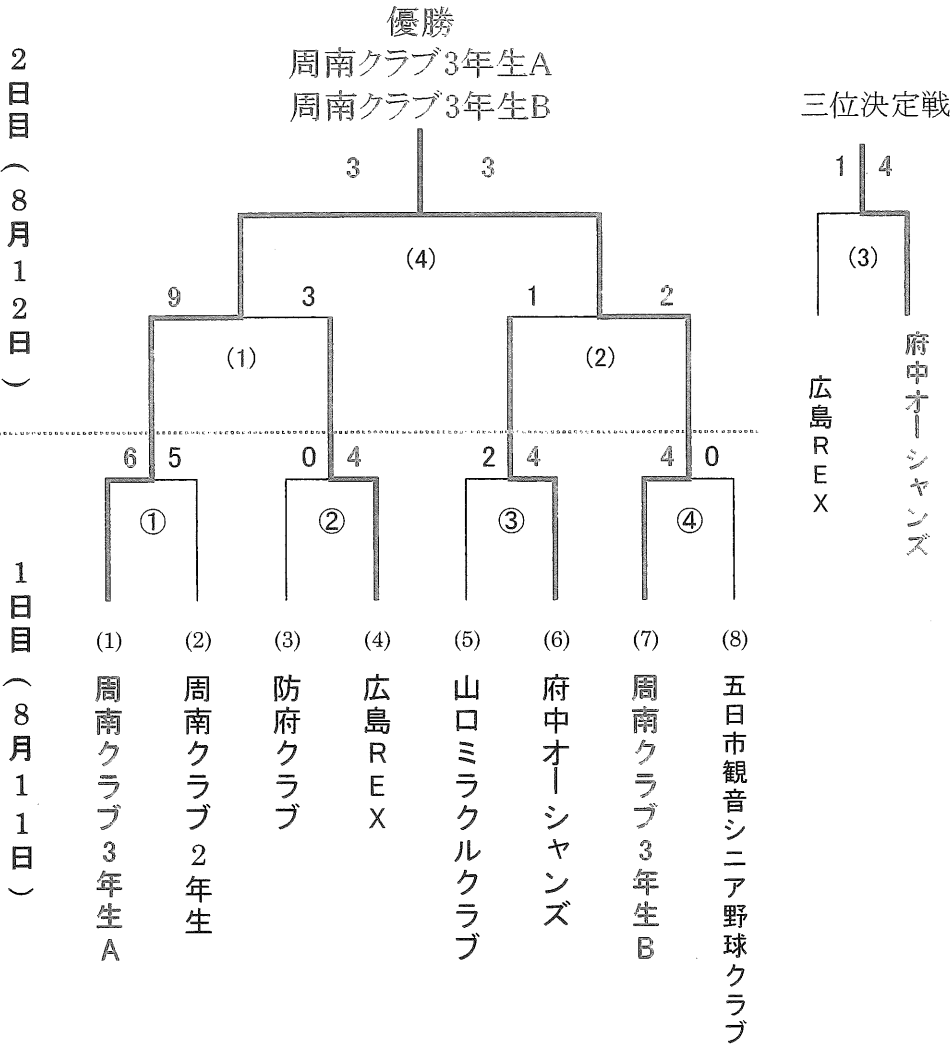 優勝
周南クラブ3年生A
周南クラブ3年生B
三位決定戦
2日目(8月12日)
3 3
1 4
(4)
(3)
9 3 1 2
(1) (2)
広島REX
府中オーシャンズ
6 5 0 4 2 4 4 0
① ② ③ ④
1日目(8月11日)
(1) (2) (3) (4) (5) (6) (7) (8)
周南クラブ3年生A
周南クラブ2年生
防府クラブ
広島REX
山口ミラクルクラブ
府中オーシャンズ
周南クラブ3年生B
五日市観音シニア野球クラブ